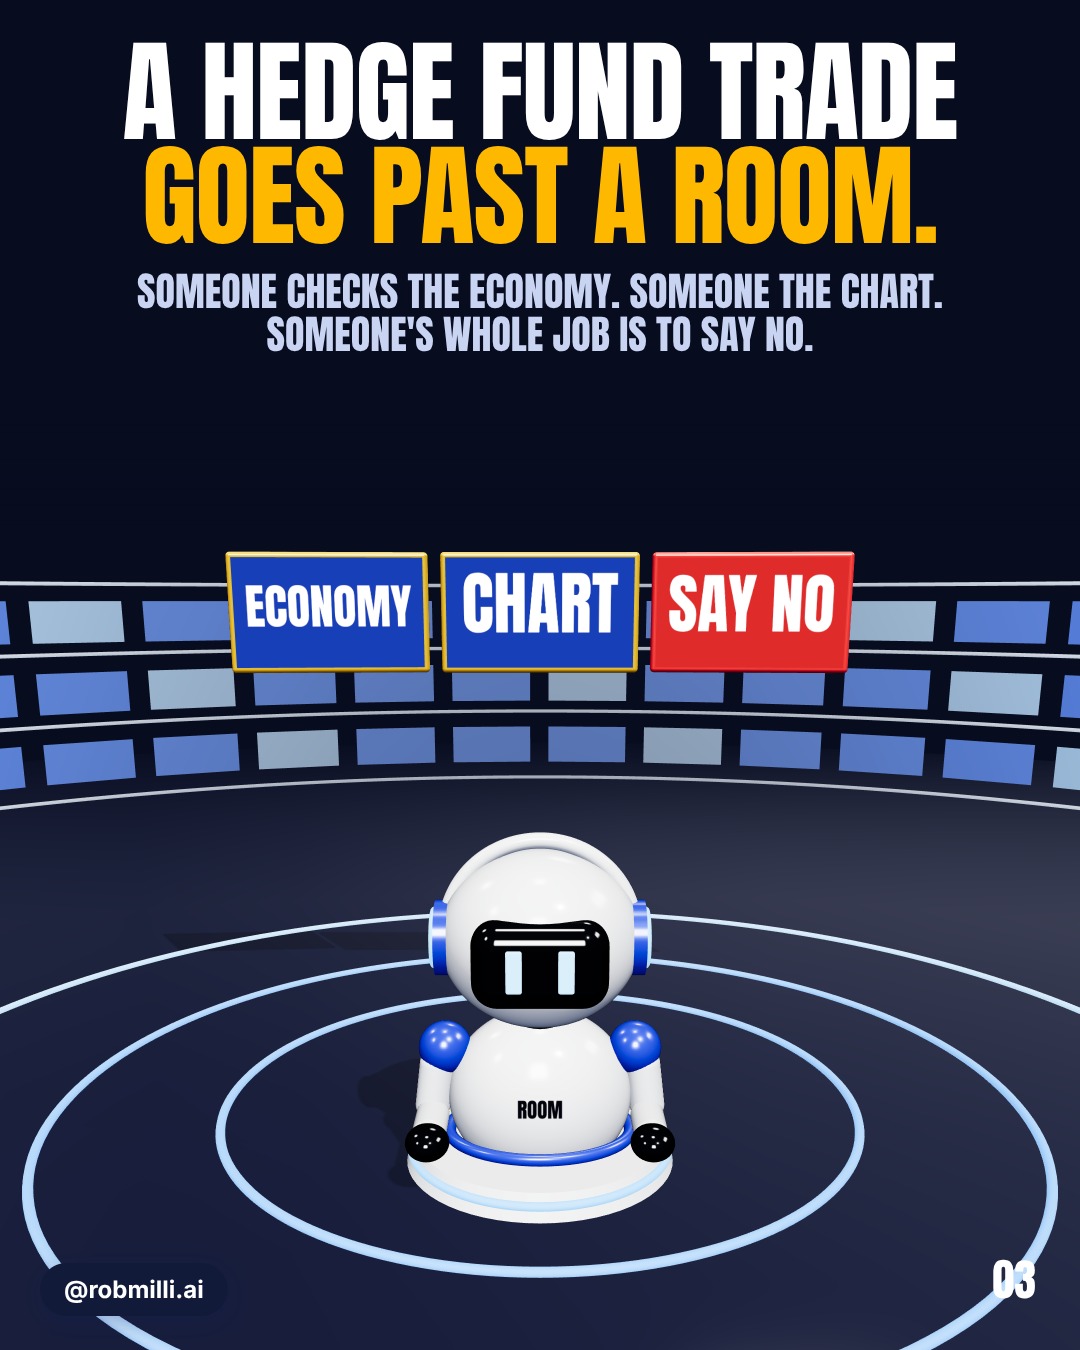 A HEDGE FUND TRADE
GOES PAST A ROOM.
SOMEONE CHECKS THE ECONOMY. SOMEONE THE CHART.
SOMEONE'S WHOLE JOB IS TO SAY NO.
ECONOMY
CHART
SAY NO
ROOM
@robmilli.ai
03